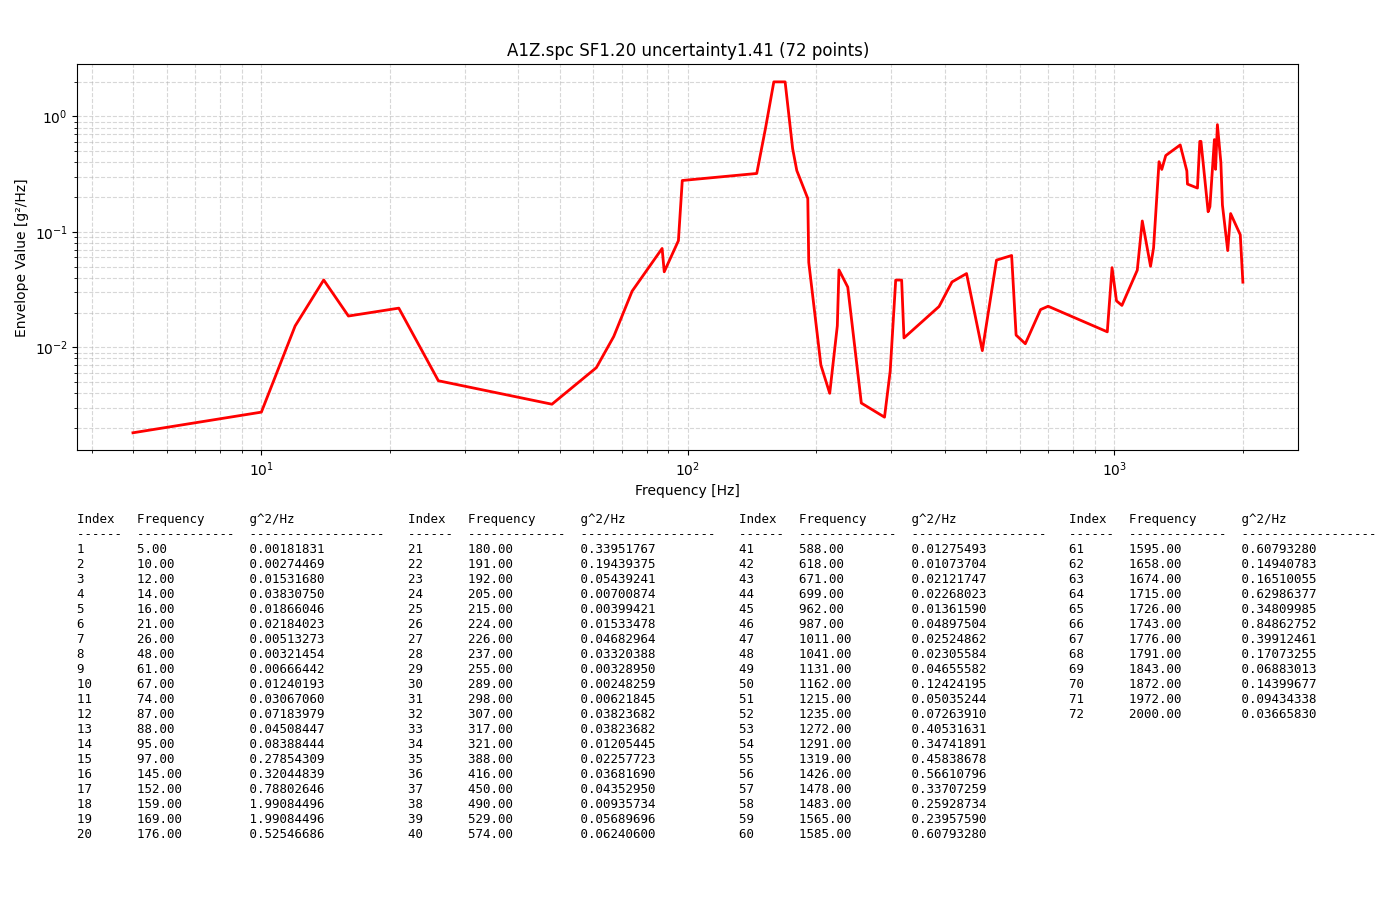 A1Z.spc SF1.20 uncertainty1.41 (72 points)
Envelope Value [g²/Hz]
10⁰
10⁻¹
10⁻²
10¹ 10² 10³
Frequency [Hz]
Index Frequency g^2/Hz Index Frequency g^2/Hz Index Frequency g^2/Hz Index Frequency g^2/Hz
------ ------------- ------------------ ------ ------------- ------------------ ------ ------------- ------------------ ------ ------------- ------------------
1 5.00 0.00181831 21 180.00 0.33951767 41 588.00 0.01275493 61 1595.00 0.60793280
2 10.00 0.00274469 22 191.00 0.19439375 42 618.00 0.01073704 62 1658.00 0.14940783
3 12.00 0.01531680 23 192.00 0.05439241 43 671.00 0.02121747 63 1674.00 0.16510055
4 14.00 0.03830750 24 205.00 0.00700874 44 699.00 0.02268023 64 1715.00 0.62986377
5 16.00 0.01866046 25 215.00 0.00399421 45 962.00 0.01361590 65 1726.00 0.34809985
6 21.00 0.02184023 26 224.00 0.01533478 46 987.00 0.04897504 66 1743.00 0.84862752
7 26.00 0.00513273 27 226.00 0.04682964 47 1011.00 0.02524862 67 1776.00 0.39912461
8 48.00 0.00321454 28 237.00 0.03320388 48 1041.00 0.02305584 68 1791.00 0.17073255
9 61.00 0.00666442 29 255.00 0.00328950 49 1131.00 0.04655582 69 1843.00 0.06883013
10 67.00 0.01240193 30 289.00 0.00248259 50 1162.00 0.12424195 70 1872.00 0.14399677
11 74.00 0.03067060 31 298.00 0.00621845 51 1215.00 0.05035244 71 1972.00 0.09434338
12 87.00 0.07183979 32 307.00 0.03823682 52 1235.00 0.07263910 72 2000.00 0.03665830
13 88.00 0.04508447 33 317.00 0.03823682 53 1272.00 0.40531631
14 95.00 0.08388444 34 321.00 0.01205445 54 1291.00 0.34741891
15 97.00 0.27854309 35 388.00 0.02257723 55 1319.00 0.45838678
16 145.00 0.32044839 36 416.00 0.03681690 56 1426.00 0.56610796
17 152.00 0.78802646 37 450.00 0.04352950 57 1478.00 0.33707259
18 159.00 1.99084496 38 490.00 0.00935734 58 1483.00 0.25928734
19 169.00 1.99084496 39 529.00 0.05689696 59 1565.00 0.23957590
20 176.00 0.52546686 40 574.00 0.06240600 60 1585.00 0.60793280